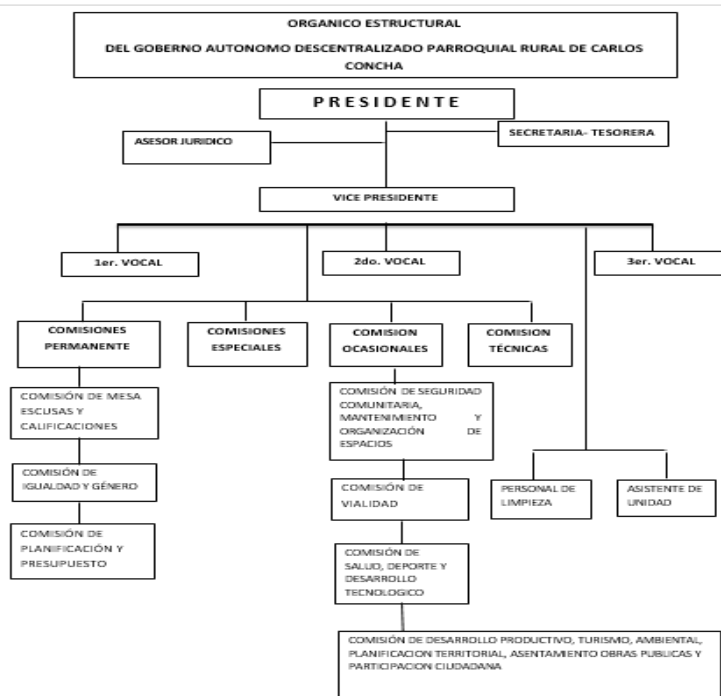 ORGANICO ESTRUCTURAL
DEL GOBERNO AUTONOMO DESCENTRALIZADO PARROQUIAL RURAL DE CARLOS
CONCHA
PRESIDENTE
SECRETARIA- TESORERA
ASESOR JURIDICO
VICE PRESIDENTE
1er. VOCAL
2do. VOCAL
3er. VOCAL
COMISIONES
PERMANENTE
COMISIONES
ESPECIALES
COMISION
OCASIONALES
COMISION
TÉCNICAS
COMISIÓN DE MESA
ESCUSAS Y
CALIFICACIONES
COMISIÓN DE
IGUALDAD Y GÉNERO
COMISIÓN DE
PLANIFICACIÓN Y
PRESUPUESTO
COMISIÓN DE SEGURIDAD
COMUNITARIA,
MANTENIMIENTO Y
ORGANIZACIÓN DE
ESPACIOS
COMISIÓN DE
VIALIDAD
COMISIÓN DE
SALUD, DEPORTE Y
DESARROLLO
TECNOLOGICO
COMISIÓN DE DESARROLLO PRODUCTIVO, TURISMO, AMBIENTAL,
PLANIFICACION TERRITORIAL, ASENTAMIENTO OBRAS PUBLICAS Y
PARTICIPACION CIUDADANA
PERSONAL DE
LIMPIEZA
ASISTENTE DE
UNIDAD